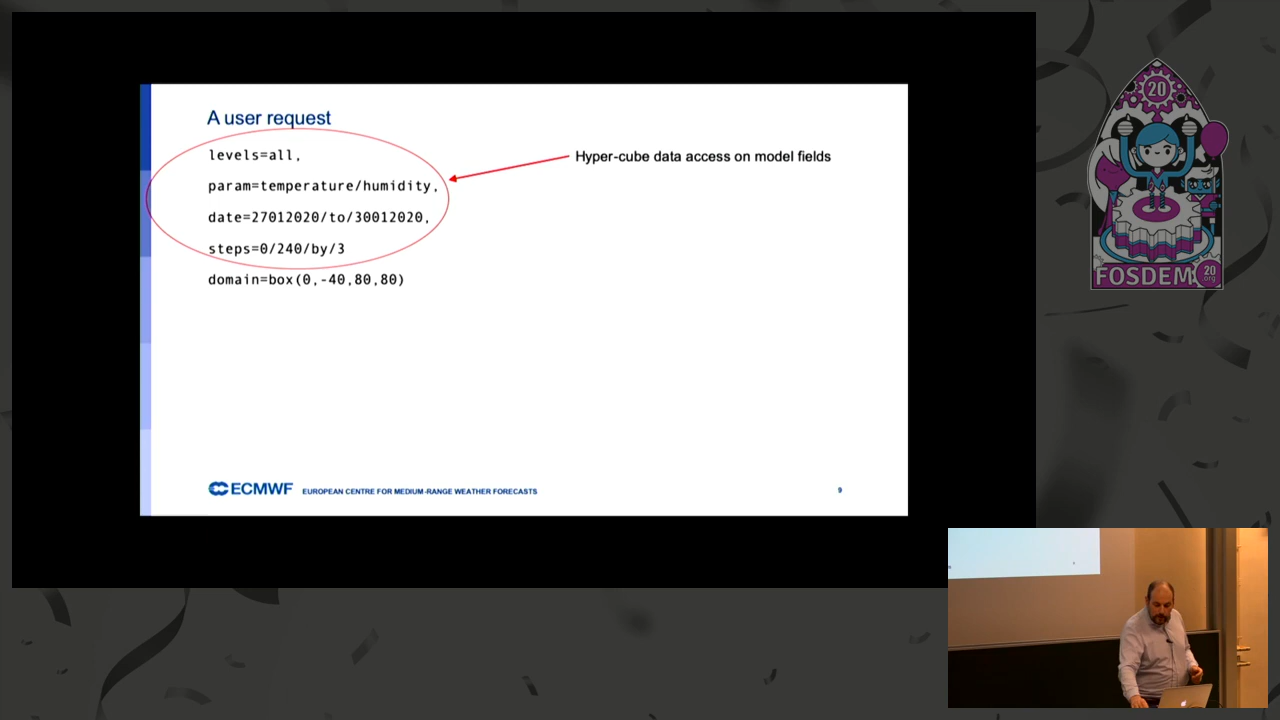 A user request
levels=all,
param=temperature/humidity,
date=27012020/to/30012020,
steps=0/240/by/3
domain=box(0,-40,80,80)
Hyper-cube data access on model fields
ECMWF EUROPEAN CENTRE FOR MEDIUM-RANGE WEATHER FORECASTS
9
20
FOSDEM
20
.org